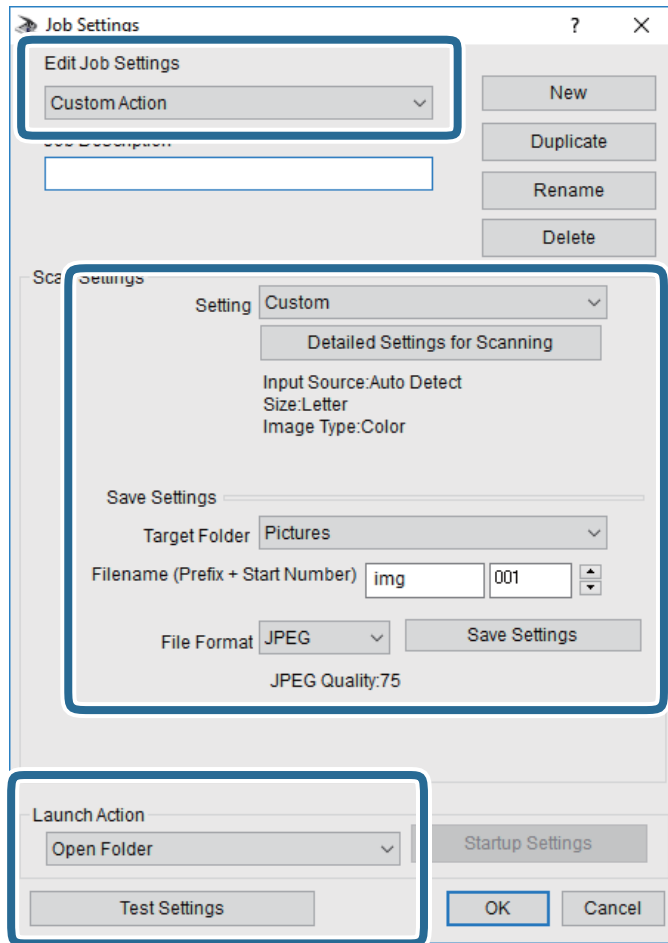 Job Settings
?
Edit Job Settings
Custom Action
New
Duplicate
Rename
Delete
Setting Custom
Detailed Settings for Scanning
Input Source:Auto Detect
Size:Letter
Image Type:Color
Save Settings
Target Folder Pictures
Filename (Prefix + Start Number) img 001
File Format JPEG Save Settings
JPEG Quality:75
Launch Action
Open Folder
Startup Settings
Test Settings OK Cancel